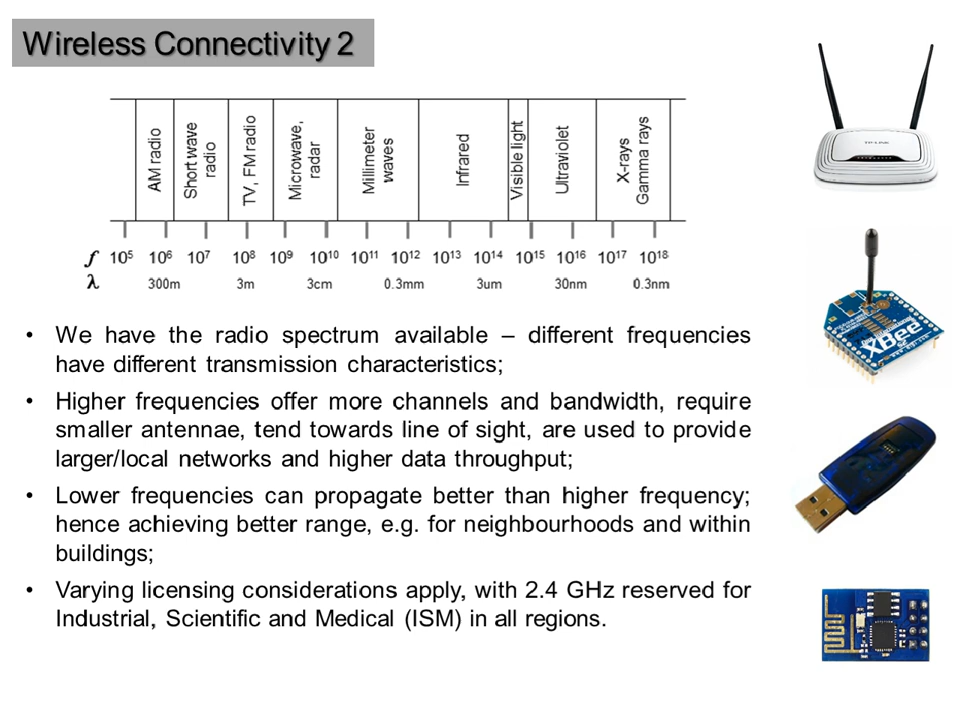 Wireless Connectivity 2
AM radio
Short wave
radio
TV, FM radio
Microwave,
radar
Millimeter
waves
Infrared
Visible light
Ultraviolet
X-rays
Gamma rays
f 10⁵ 10⁶ 10⁷ 10⁸ 10⁹ 10¹⁰ 10¹¹ 10¹² 10¹³ 10¹⁴ 10¹⁵ 10¹⁶ 10¹⁷ 10¹⁸
λ 300m 3m 3cm 0.3mm 3um 30nm 0.3nm
• We have the radio spectrum available – different frequencies
have different transmission characteristics;
• Higher frequencies offer more channels and bandwidth, require
smaller antennae, tend towards line of sight, are used to provide
larger/local networks and higher data throughput;
• Lower frequencies can propagate better than higher frequency;
hence achieving better range, e.g. for neighbourhoods and within
buildings;
• Varying licensing considerations apply, with 2.4 GHz reserved for
Industrial, Scientific and Medical (ISM) in all regions.
TP-LINK
XBee